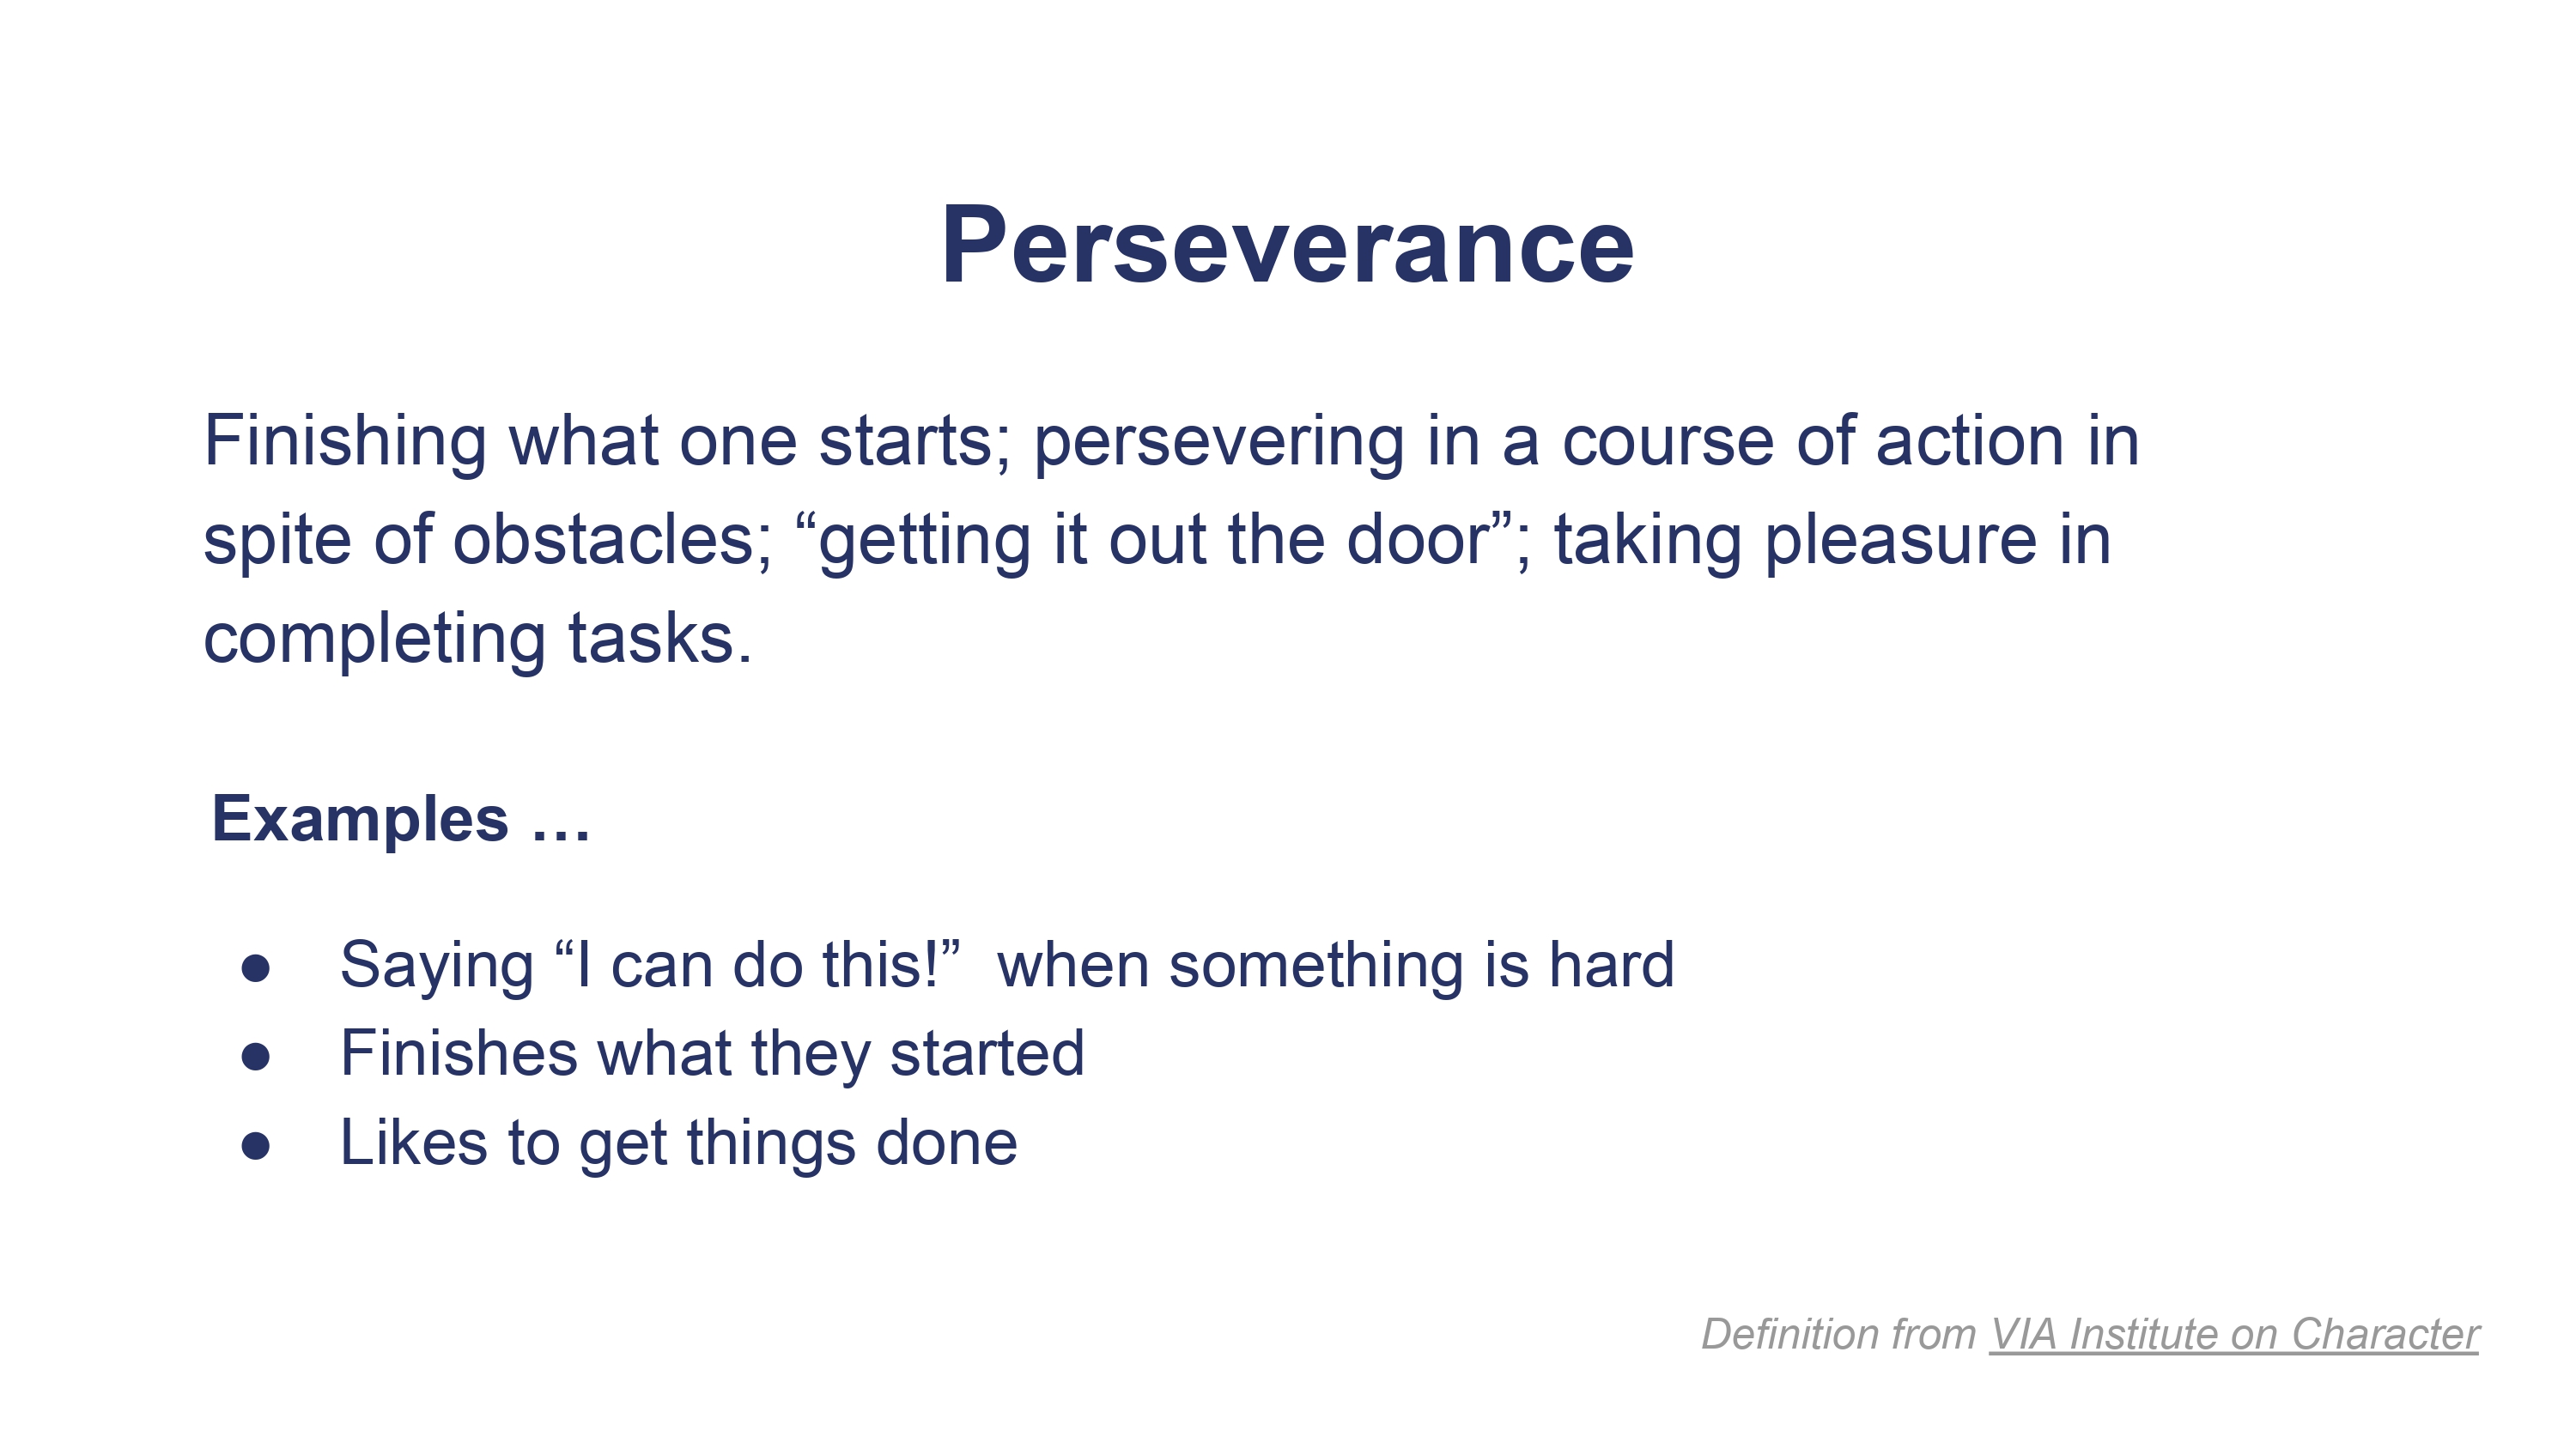 Perseverance
Finishing what one starts; persevering in a course of action in
spite of obstacles; “getting it out the door”; taking pleasure in
completing tasks.
Examples …
● Saying “I can do this!”  when something is hard
● Finishes what they started
● Likes to get things done
Definition from VIA Institute on Character